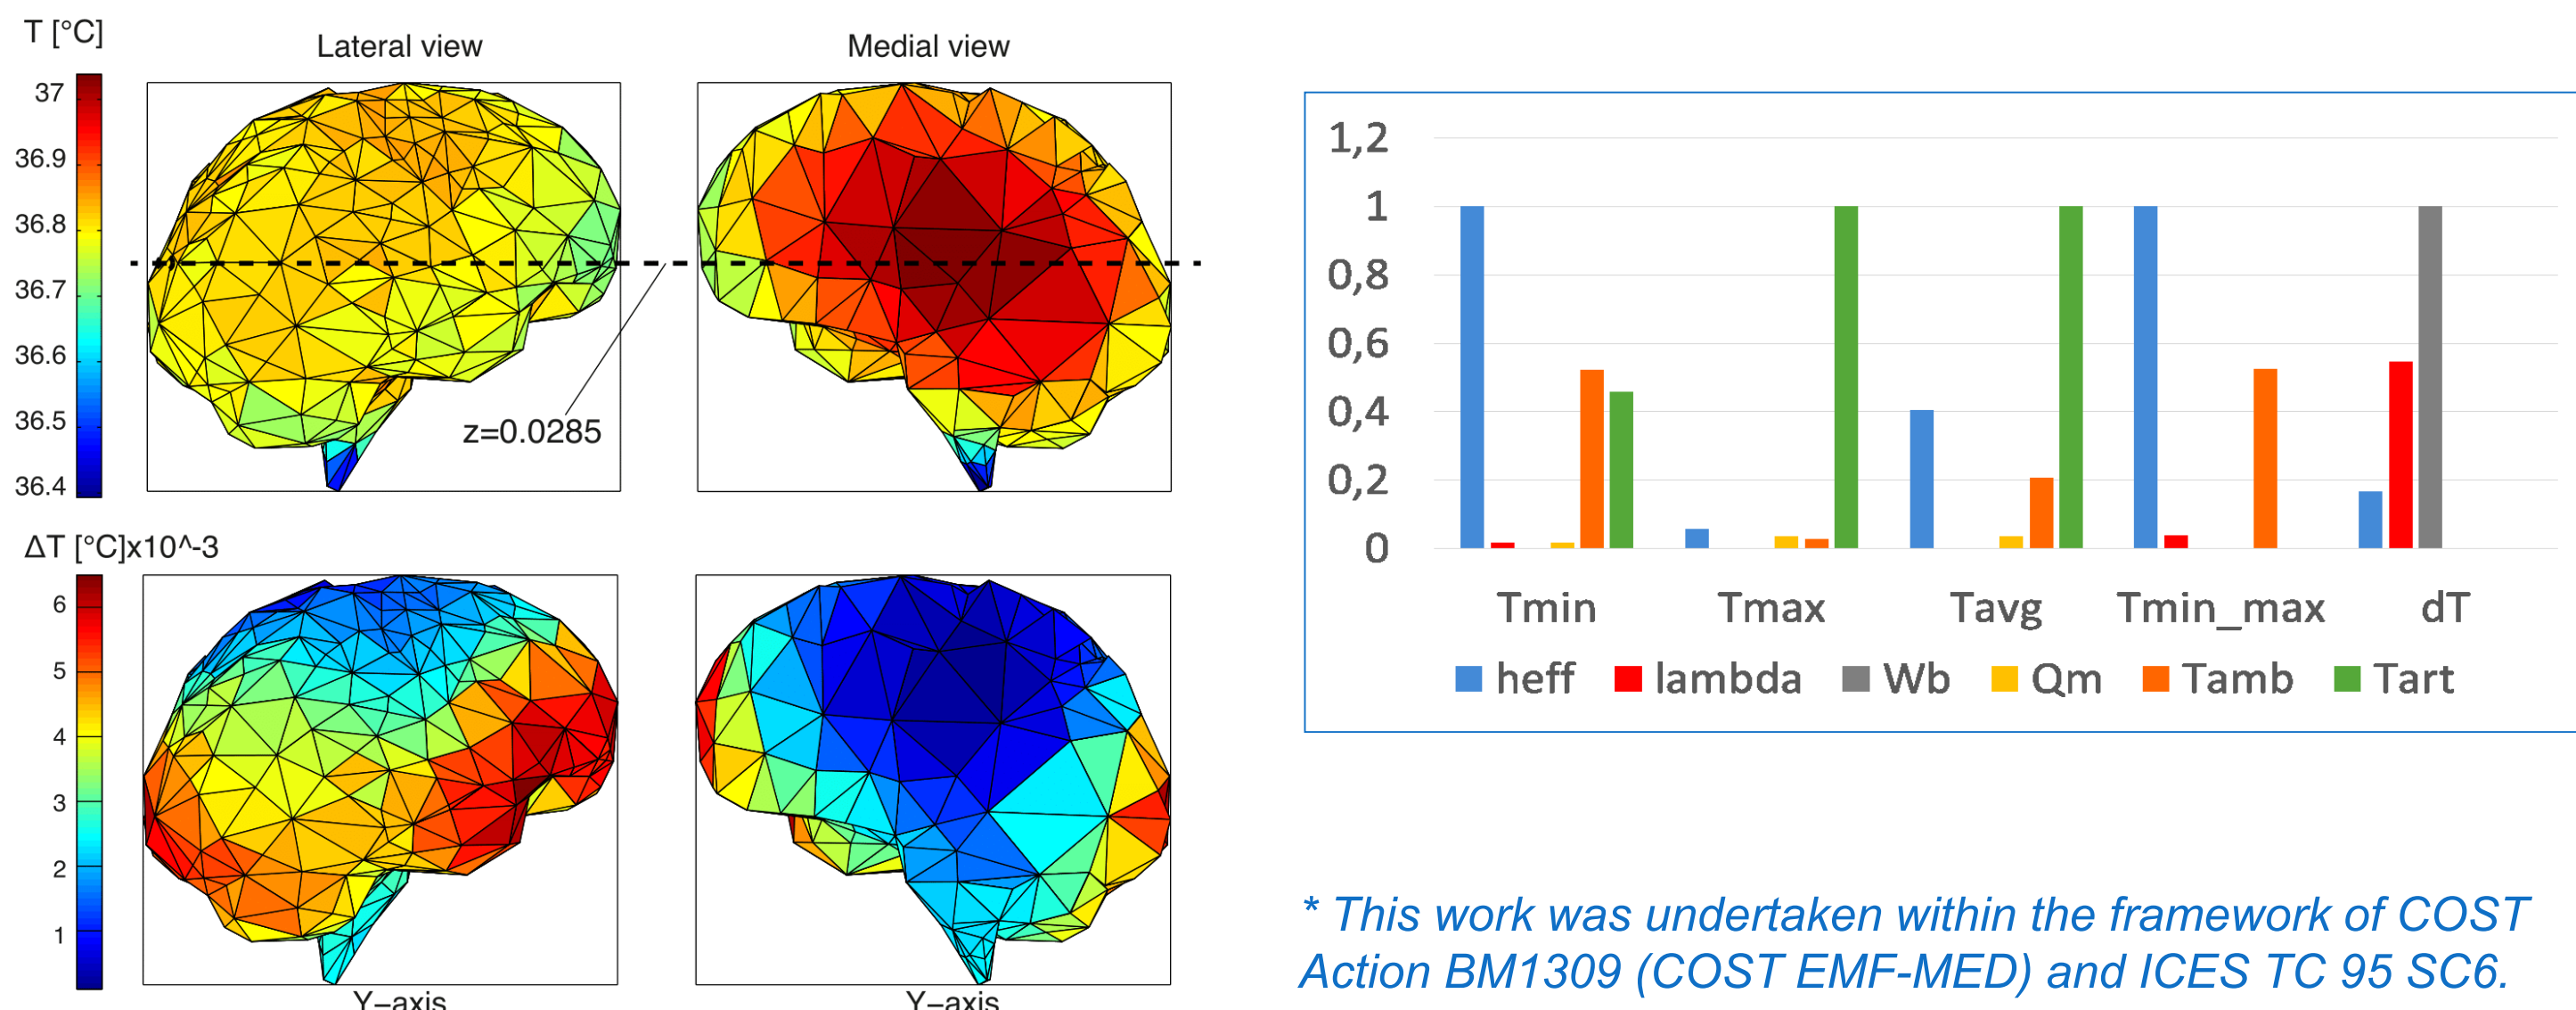 T [°C]
Lateral view
Medial view
37
36.9
36.8
36.7
36.6
36.5
36.4
z=0.0285
ΔT [°C]x10^-3
6
5
4
3
2
1
Y-axis
Y-axis
1,2
1
0,8
0,6
0,4
0,2
0
Tmin Tmax Tavg Tmin_max dT
heff lambda Wb Qm Tamb Tart
* This work was undertaken within the framework of COST
Action BM1309 (COST EMF-MED) and ICES TC 95 SC6.